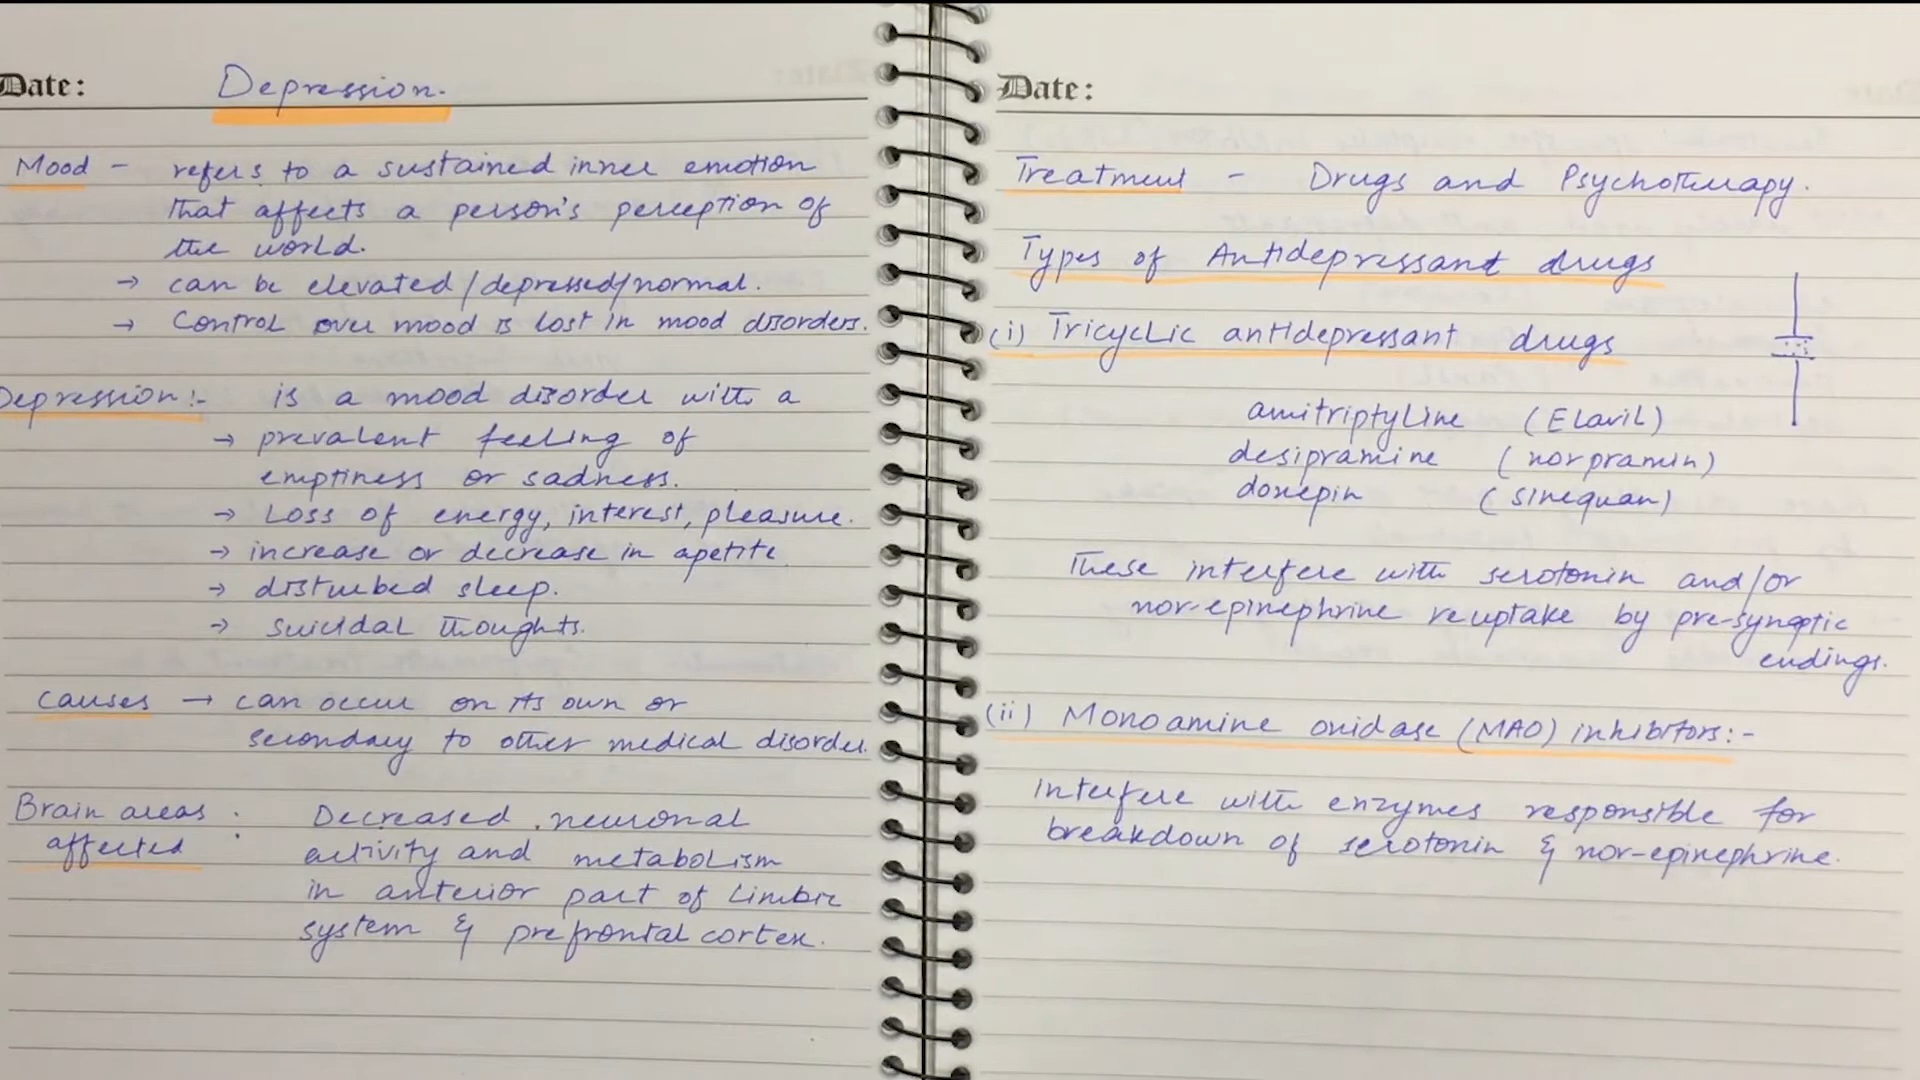 Date:
Depression.
Mood - refers to a sustained inner emotion
that affects a person's perception of
the world.
→ can be elevated/depressed/normal.
→ Control over mood is lost in mood disorders.
Depression:- is a mood disorder with a
→ prevalent feeling of
emptiness or sadness.
→ Loss of energy, interest, pleasure.
→ increase or decrease in apetite.
→ disturbed sleep.
→ suicidal thoughts.
Causes → can occur on its own or
secondary to other medical disorder.
Brain areas : Decreased neuronal
affected activity and metabolism
in anterior part of Limbic
system & prefrontal cortex.
Date:
Treatment - Drugs and Psychotherapy.
Types of Antidepressant drugs
(i) Tricyclic antidepressant drugs
amitriptyline (Elavil)
desipramine (norpramin)
doxepin (sinequan)
These interfere with serotonin and/or
nor-epinephrine reuptake by pre-synaptic
endings.
(ii) Monoamine oxidase (MAO) inhibitors:-
interfere with enzymes responsible for
breakdown of serotonin & nor-epinephrine.